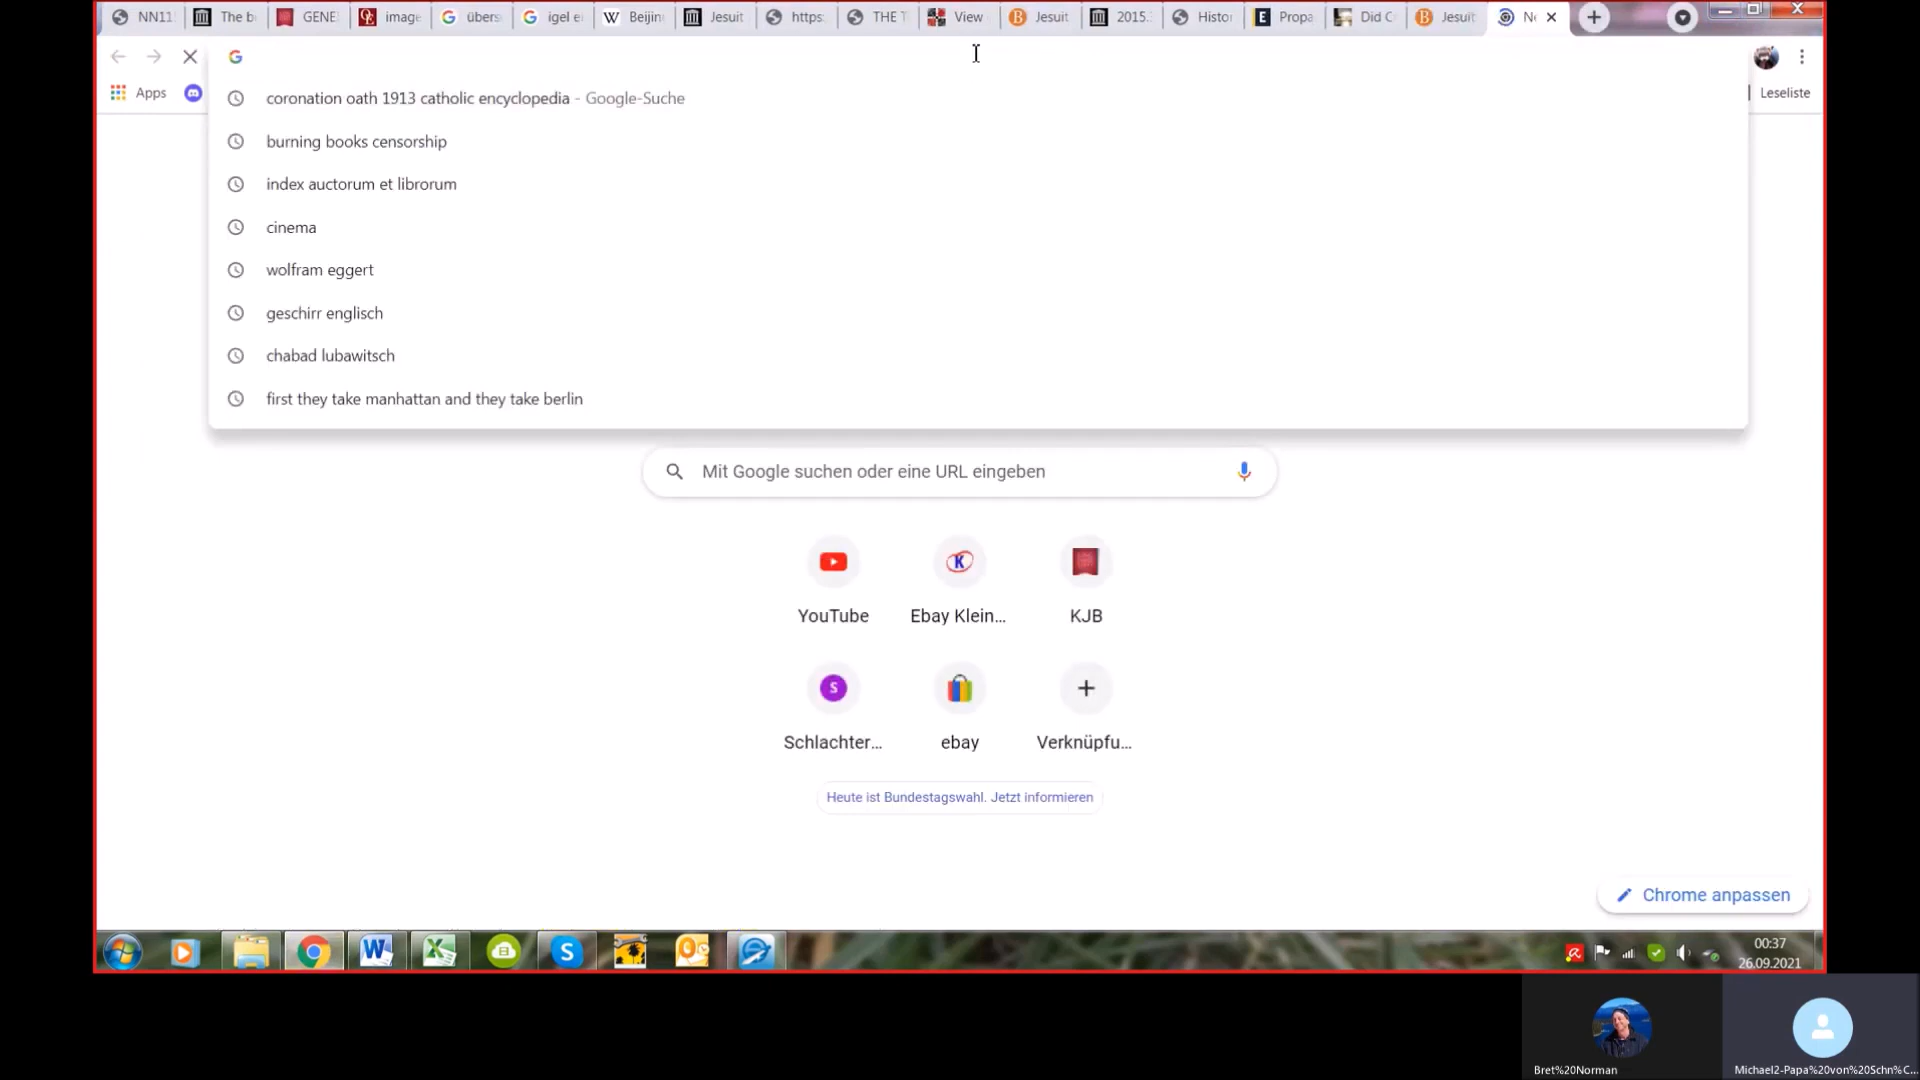 NN11 The b GENE image übers igel ei Beijin Jesuit https: THE T View Jesuit 2015. Histo Propa Did C Jesuit Ne
Apps Leseliste
coronation oath 1913 catholic encyclopedia - Google-Suche
burning books censorship
index auctorum et librorum
cinema
wolfram eggert
geschirr englisch
chabad lubawitsch
first they take manhattan and they take berlin
Mit Google suchen oder eine URL eingeben
YouTube Ebay Klein... KJB
S
Schlachter... ebay Verknüpfu...
Heute ist Bundestagswahl. Jetzt informieren
Chrome anpassen
00:37
26.09.2021
Bret%20Norman Michael2-Papa%20von%20Schn%C...